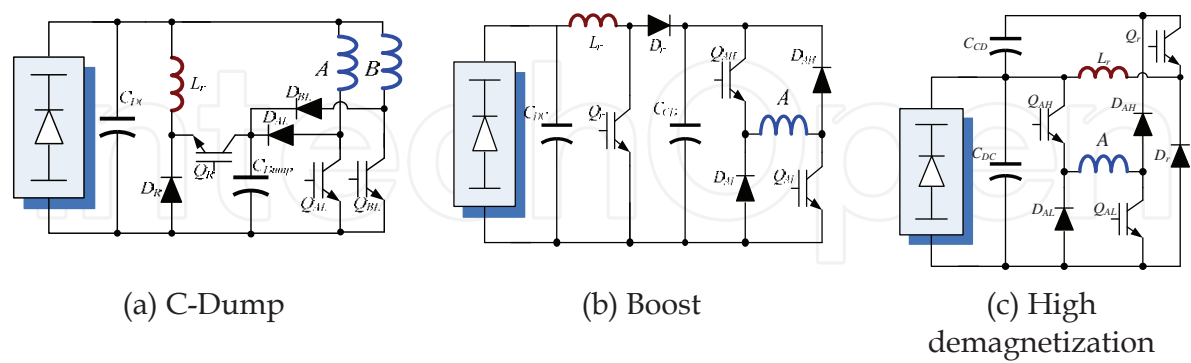 C_DC
L_r
A
B
D_BL
D_AL
Q_R
C_Dump
D_R
Q_AL
Q_BL
(a) C-Dump
L_r
D_r
Q_AH
D_AH
C_DC
Q_r
A
D_Al
Q_Al
(b) Boost
C_CD
Q_r
L_r
Q_AH
D_AH
C_DC
A
D_r
D_AL
Q_AL
(c) High
demagnetization
InTechOpen